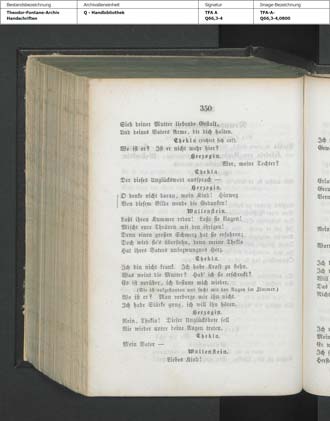 Bestandsbezeichnung Archivalieneinheit Signatur Image-Bezeichnung
Theodor-Fontane-Archiv Q - Handbibliothek TFA A TFA-A-
Handschriften Q66,3-4 Q66,3-4,0800
350
Sieh deiner Mutter liebende Gestalt,
Und deines Vaters Arme, die dich halten.
Thekla (richtet sich auf).
Wo ist er? Ist er nicht mehr hier?
Herzogin.
Wer, meine Tochter?
Thekla.
Der dieses Unglückswort aussprach —
Herzogin.
O denke nicht daran, mein Kind! Hinweg
Von diesem Bilde wende die Gedanken!
Wallenstein.
Laßt ihren Kummer reden! Laßt sie klagen!
Mischt eure Thränen mit den ihrigen!
Denn einen großen Schmerz hat sie erfahren;
Doch wird sie's überstehn, denn meine Thekla
Hat ihres Vaters unbezwungnes Herz.
Thekla.
Ich bin nicht krank. Ich habe Kraft zu stehn.
Was weint die Mutter? Hab' ich sie erschreckt?
Es ist vorüber, ich besinne mich wieder.
(Sie ist aufgestanden und sucht mit den Augen im Zimmer.)
Wo ist er? Man verberge mir ihn nicht.
Ich habe Stärke gnug, ich will ihn hören.
Herzogin.
Nein, Thekla! Dieser Unglücksbote soll
Nie wieder unter deine Augen treten.
Thekla.
Mein Vater —
Wallenstein.
Liebes Kind!